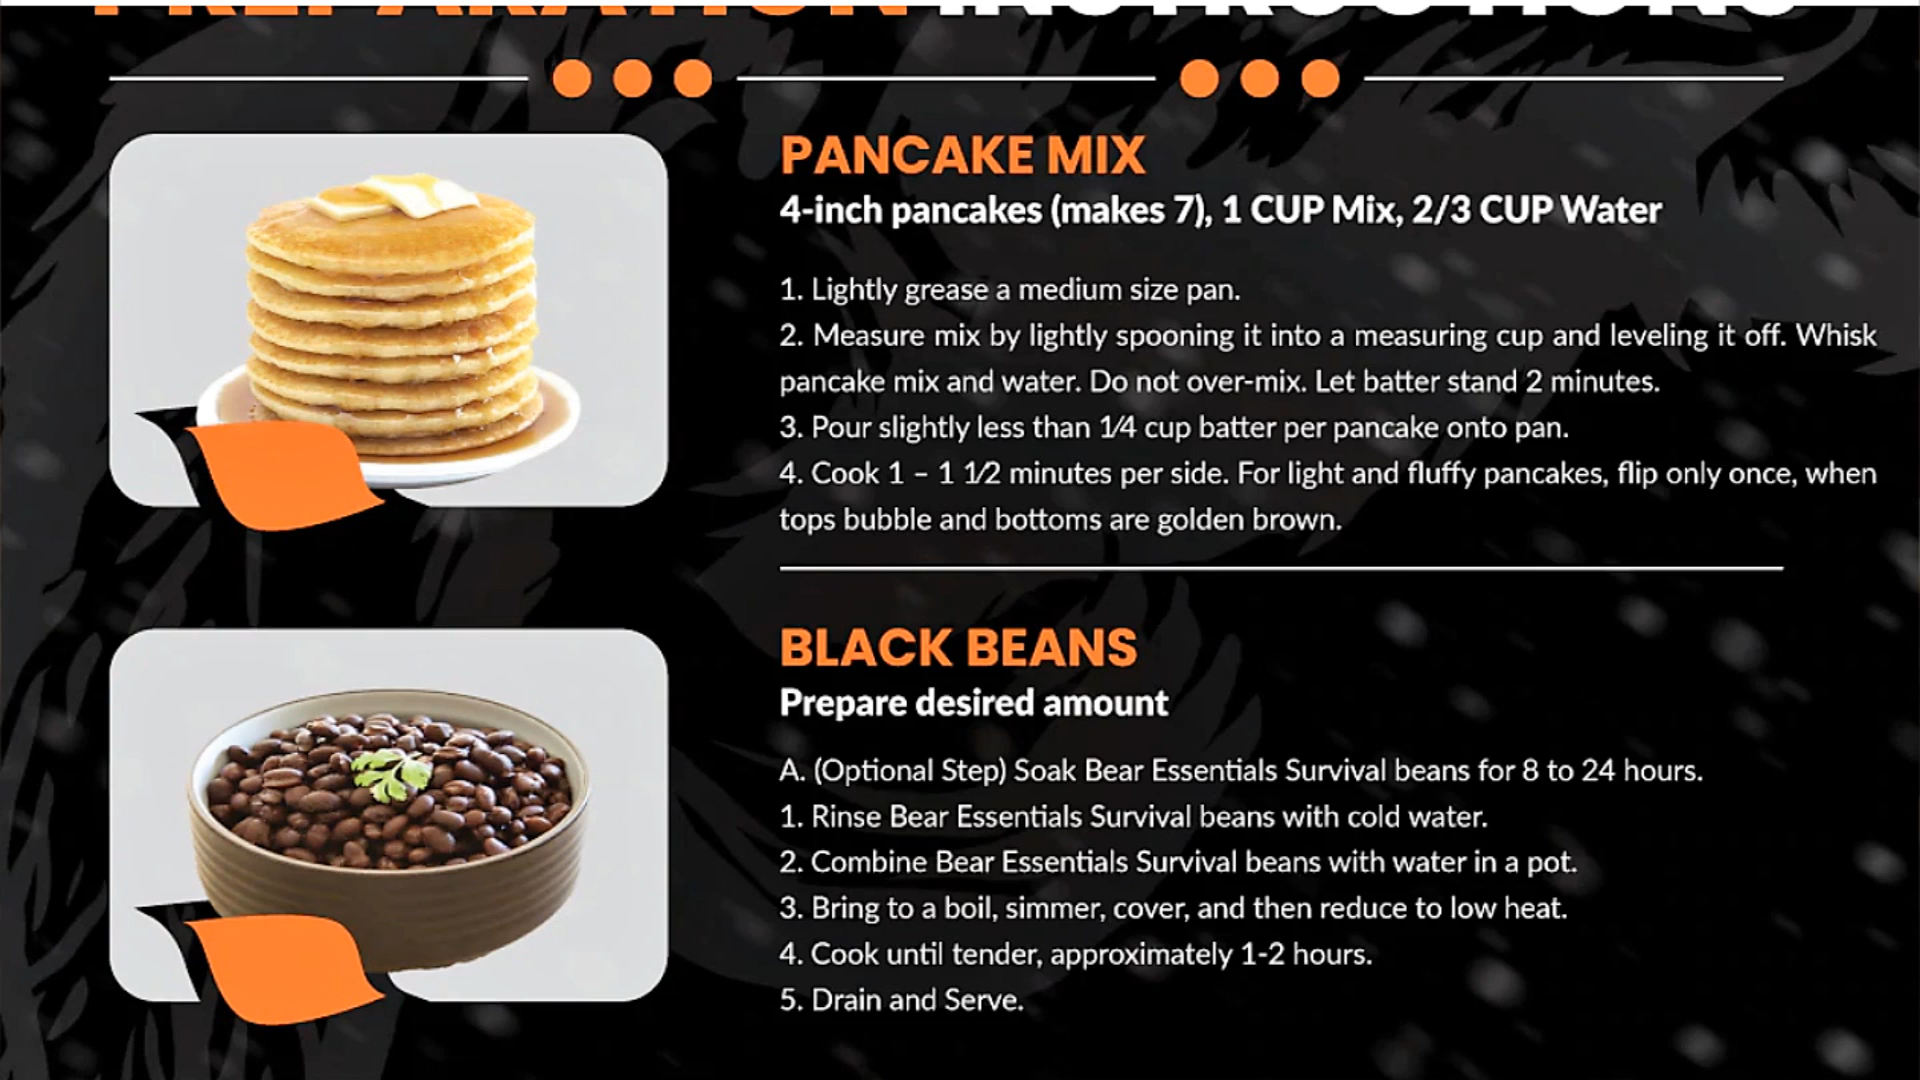 PREPARATION INSTRUCTIONS
PANCAKE MIX
4-inch pancakes (makes 7), 1 CUP Mix, 2/3 CUP Water
1. Lightly grease a medium size pan.
2. Measure mix by lightly spooning it into a measuring cup and leveling it off. Whisk
pancake mix and water. Do not over-mix. Let batter stand 2 minutes.
3. Pour slightly less than 1⁄4 cup batter per pancake onto pan.
4. Cook 1 – 1 1⁄2 minutes per side. For light and fluffy pancakes, flip only once, when
tops bubble and bottoms are golden brown.
BLACK BEANS
Prepare desired amount
A. (Optional Step) Soak Bear Essentials Survival beans for 8 to 24 hours.
1. Rinse Bear Essentials Survival beans with cold water.
2. Combine Bear Essentials Survival beans with water in a pot.
3. Bring to a boil, simmer, cover, and then reduce to low heat.
4. Cook until tender, approximately 1-2 hours.
5. Drain and Serve.